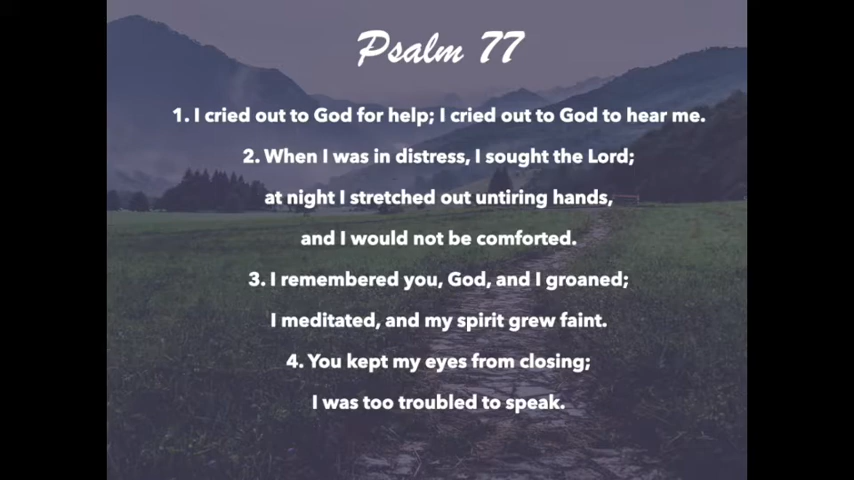 Psalm 77
1. I cried out to God for help; I cried out to God to hear me.
2. When I was in distress, I sought the Lord;
at night I stretched out untiring hands,
and I would not be comforted.
3. I remembered you, God, and I groaned;
I meditated, and my spirit grew faint.
4. You kept my eyes from closing;
I was too troubled to speak.